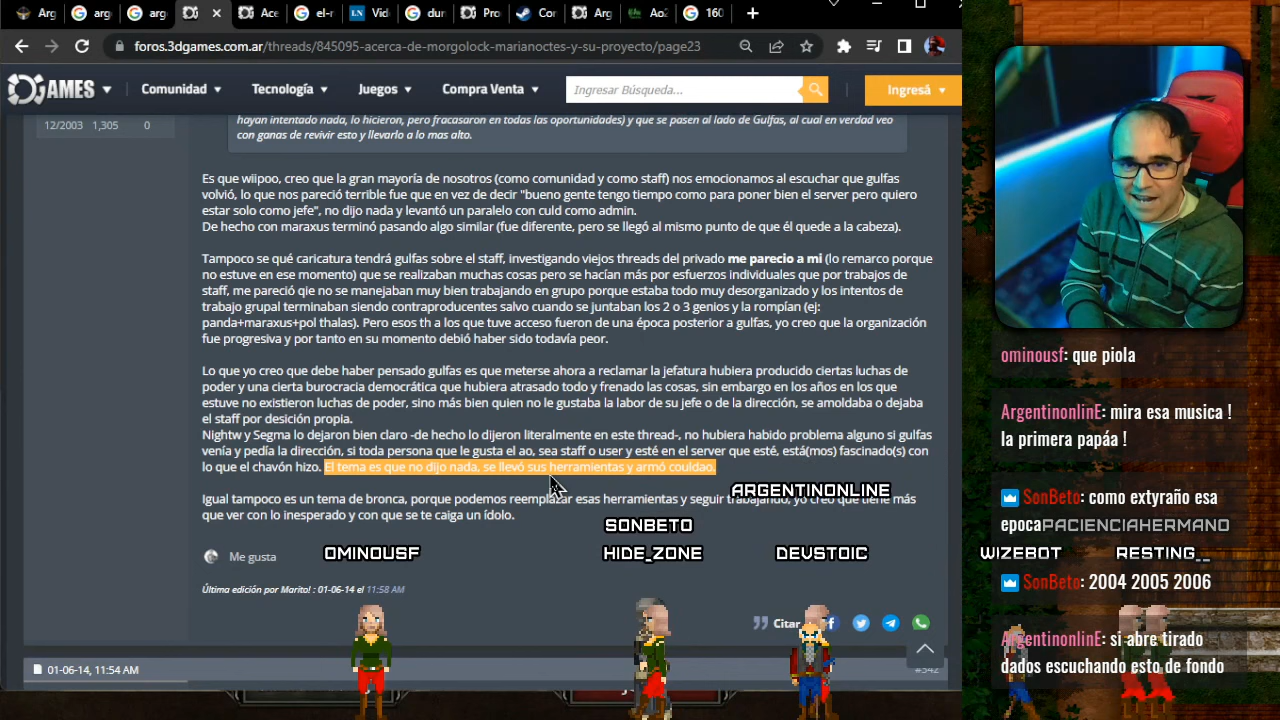 Arg
arg
arg
Ace
el-r
Vid
dur
Pro
Con
Arg
Ao2
160
foros.3dgames.com.ar/threads/845095-acerca-de-morgolock-marianoctes-y-su-proyecto/page23
GAMES
Comunidad
Tecnología
Juegos
Compra Venta
Ingresar Búsqueda...
Ingresá
12/2003 1,305 0
hayan intentado nada, lo hicieron, pero fracasaron en todas las oportunidades) y que se pasen al lado de Gulfas, al cual en verdad veo
con ganas de revivir esto y llevarlo a lo mas alto.
Es que wiipoo, creo que la gran mayoría de nosotros (como comunidad y como staff) nos emocionamos al escuchar que gulfas
volvió, lo que nos pareció terrible fue que en vez de decir "bueno gente tengo tiempo como para poner bien el server pero quiero
estar solo como jefe", no dijo nada y levantó un paralelo con culd como admin.
De hecho con maraxus terminó pasando algo similar (fue diferente, pero se llegó al mismo punto de que él quede a la cabeza).
Tampoco se qué caricatura tendrá gulfas sobre el staff, investigando viejos threads del privado me parecio a mi (lo remarco porque
no estuve en ese momento) que se realizaban muchas cosas pero se hacían más por esfuerzos individuales que por trabajos de
staff, me pareció qie no se manejaban muy bien trabajando en grupo porque estaba todo muy desorganizado y los intentos de
trabajo grupal terminaban siendo contraproducentes salvo cuando se juntaban los 2 o 3 genios y la rompían (ej:
panda+maraxus+pol thalas). Pero esos th a los que tuve acceso fueron de una época posterior a gulfas, yo creo que la organización
fue progresiva y por tanto en su momento debió haber sido todavía peor.
Lo que yo creo que debe haber pensado gulfas es que meterse ahora a reclamar la jefatura hubiera producido ciertas luchas de
poder y una cierta burocracia democrática que hubiera atrasado todo y frenado las cosas, sin embargo en los años en los que
estuve no existieron luchas de poder, sino más bien quien no le gustaba la labor de su jefe o de la dirección, se amoldaba o dejaba
el staff por desición propia.
Nightw y Segma lo dejaron bien claro -de hecho lo dijeron literalmente en este thread-, no hubiera habido problema alguno si gulfas
venía y pedía la dirección, si toda persona que le gusta el ao, sea staff o user y esté en el server que esté, está(mos) fascinado(s) con
lo que el chavón hizo. El tema es que no dijo nada, se llevó sus herramientas y armó couldao.
Igual tampoco es un tema de bronca, porque podemos reemplazar esas herramientas y seguir trabajando, yo creo que tiene más
que ver con lo inesperado y con que se te caiga un ídolo.
Me gusta
Última edición por Marito! : 01-06-14 el 11:58 AM
Citar
01-06-14, 11:54 AM
#542
ARGENTINONLINE
SONBETO
OMINOUSF
HIDE_ZONE
DEVSTOIC
ominousf: que piola
ArgentinonlinE: mira esa musica !
la primera papáa !
SonBeto: como extyraño esa
epoca
PACIENCIAHERMANO
WIZEBOT
RESTING__
SonBeto: 2004 2005 2006
ArgentinonlinE: si abre tirado
dados escuchando esto de fondo